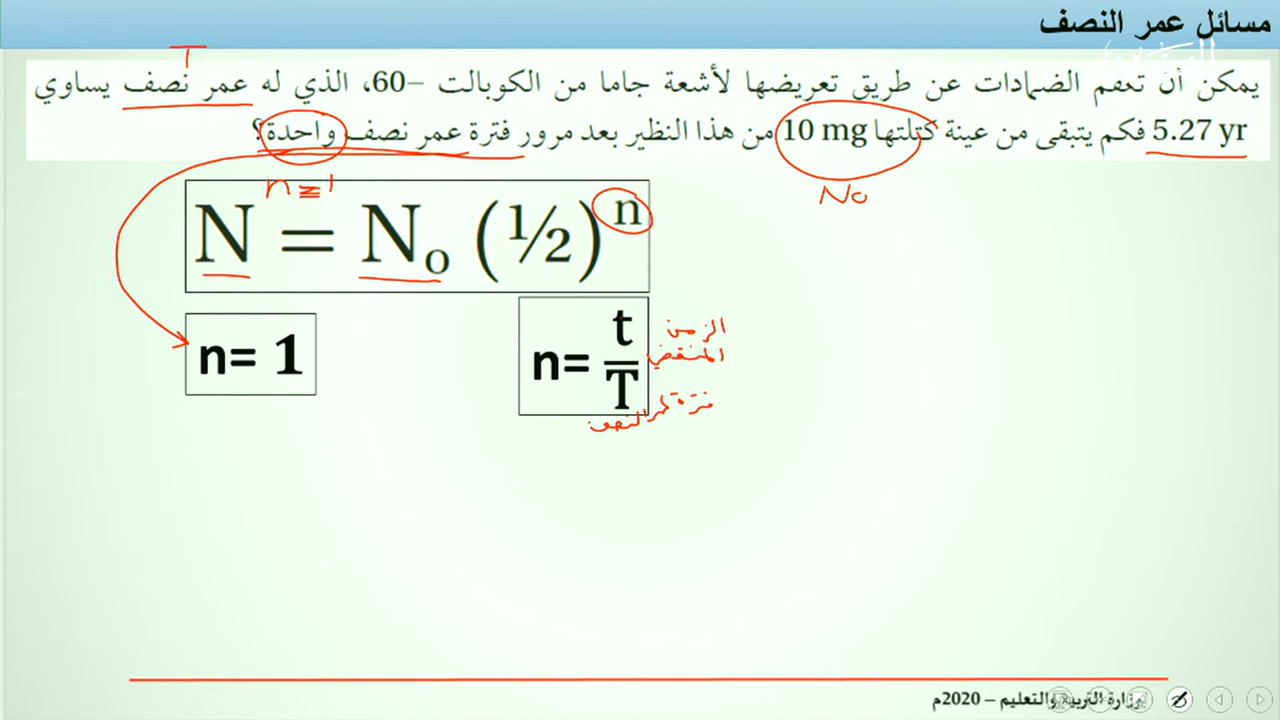 مسائل عمر النصف
T
يمكن أن تعقم الضمادات عن طريق تعريضها لأشعة جاما من الكوبالت –60، الذي له عمر نصف يساوي
5.27 yr فكم يتبقى من عينة كتلتها 10 mg من هذا النظير بعد مرور فترة عمر نصف واحدة؟
n = 1
No
N = No (½)n
n= 1
n= t/T
الزمن
المنقضي
فترة عمر النصف
وزارة التربية والتعليم – 2020م